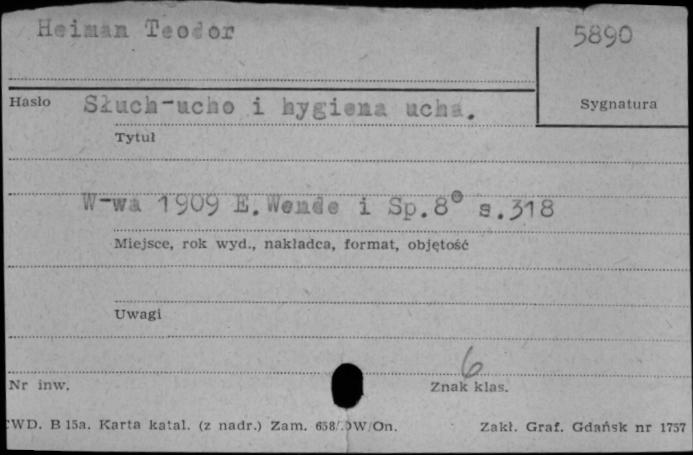 Heiman Teodor
5890
Hasło Słuch-ucho i hygiena ucha.
Sygnatura
Tytuł
W-wa 1909 E.Wende i Sp.8° s.318
Miejsce, rok wyd., nakładca, format, objętość
Uwagi
6
Nr inw. Znak klas.
CWD. B 15a. Karta katal. (z nadr.) Zam. Zakł. Graf. Gdańsk nr 1757